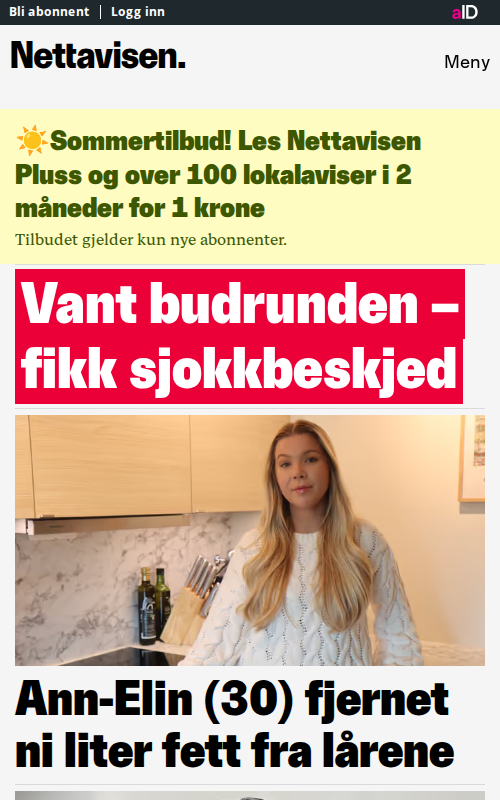 Bli abonnent
Logg inn
aID
Nettavisen.
Meny
☀️Sommertilbud! Les Nettavisen
Pluss og over 100 lokalaviser i 2
måneder for 1 krone
Tilbudet gjelder kun nye abonnenter.
Vant budrunden –
fikk sjokkbeskjed
Ann-Elin (30) fjernet
ni liter fett fra lårene